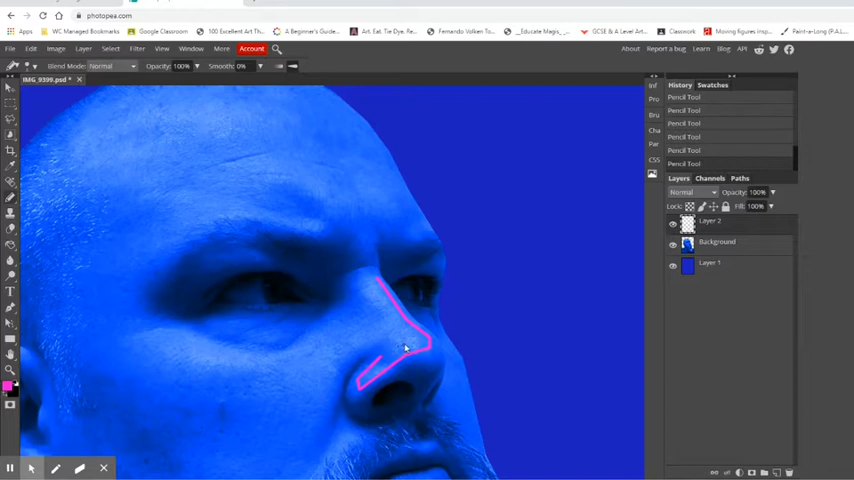 photopea.com
Apps WC Managed Bookmarks Google Classroom 100 Excellent Art T... A Beginner's Guide... Art. Eat. Tie Dye. Re... Fernando Volken To... __Educate Magis_, ... GCSE & A Level Art... Classwork Moving figures insp... Paint-a-Long (P.A.L)...
File Edit Image Layer Select Filter View Window More Account About Report a bug Learn Blog API
Blend Mode: Normal Opacity: 100% Smooth: 0%
IMG_9399.psd *
Inf
Pro
Bru
Cha
Par
CSS
History Swatches
Pencil Tool
Pencil Tool
Pencil Tool
Pencil Tool
Pencil Tool
Pencil Tool
Layers Channels Paths
Normal Opacity: 100%
Lock: Fill: 100%
Layer 2
Background
Layer 1